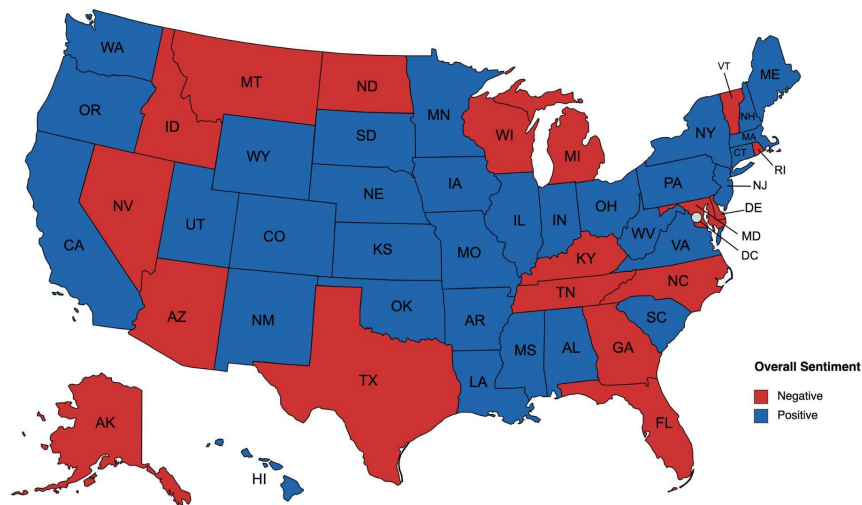 WA
OR
CA
NV
ID
MT
WY
UT
AZ
CO
NM
ND
SD
NE
KS
OK
TX
MN
IA
MO
AR
LA
WI
IL
MI
IN
OH
KY
TN
MS
AL
GA
FL
SC
NC
VA
WV
PA
NY
VT
NH
ME
MA
CT
RI
NJ
DE
MD
DC
AK
HI
Overall Sentiment
Negative
Positive